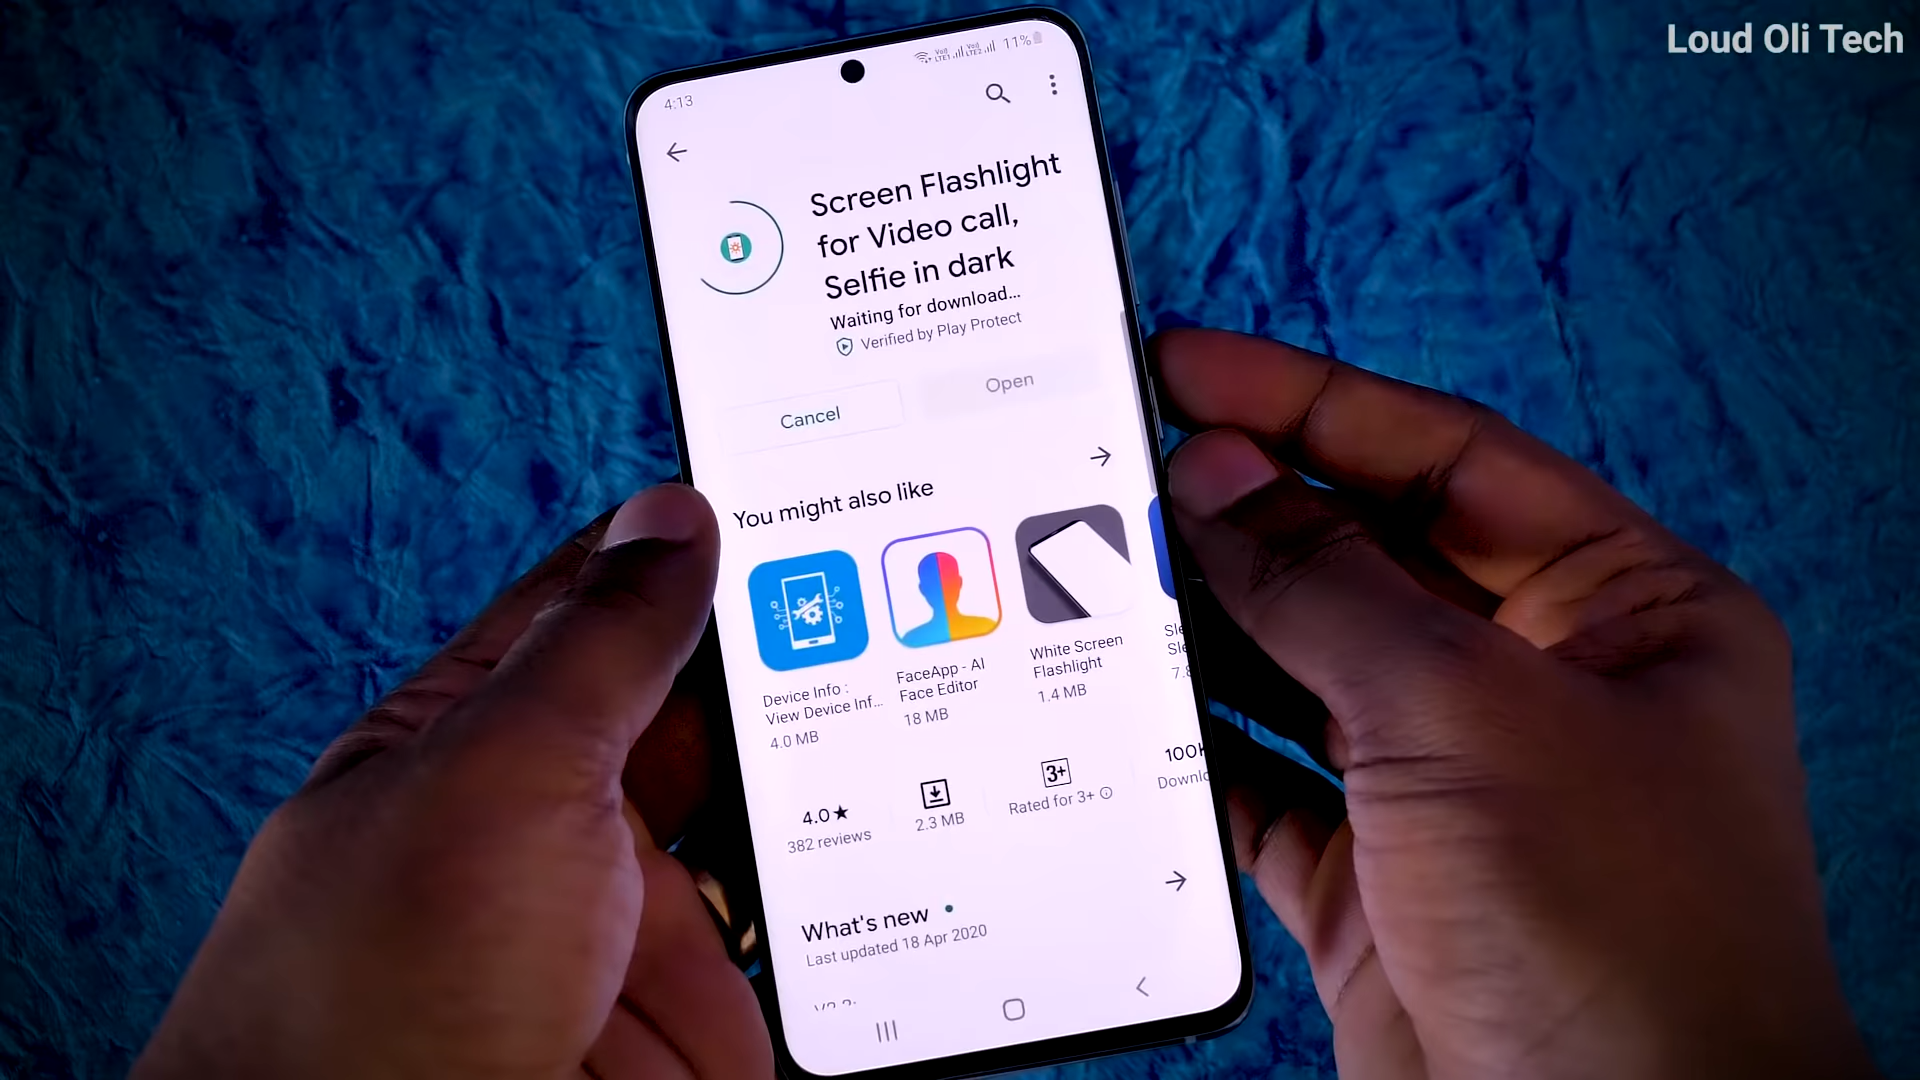 Loud Oli Tech
4:13
11%
Screen Flashlight
for Video call,
Selfie in dark
Waiting for download...
Verified by Play Protect
Cancel
Open
You might also like
Device Info :
View Device Inf...
4.0 MB
FaceApp - AI
Face Editor
18 MB
White Screen
Flashlight
1.4 MB
4.0★
382 reviews
2.3 MB
3+
Rated for 3+
What's new
Last updated 18 Apr 2020